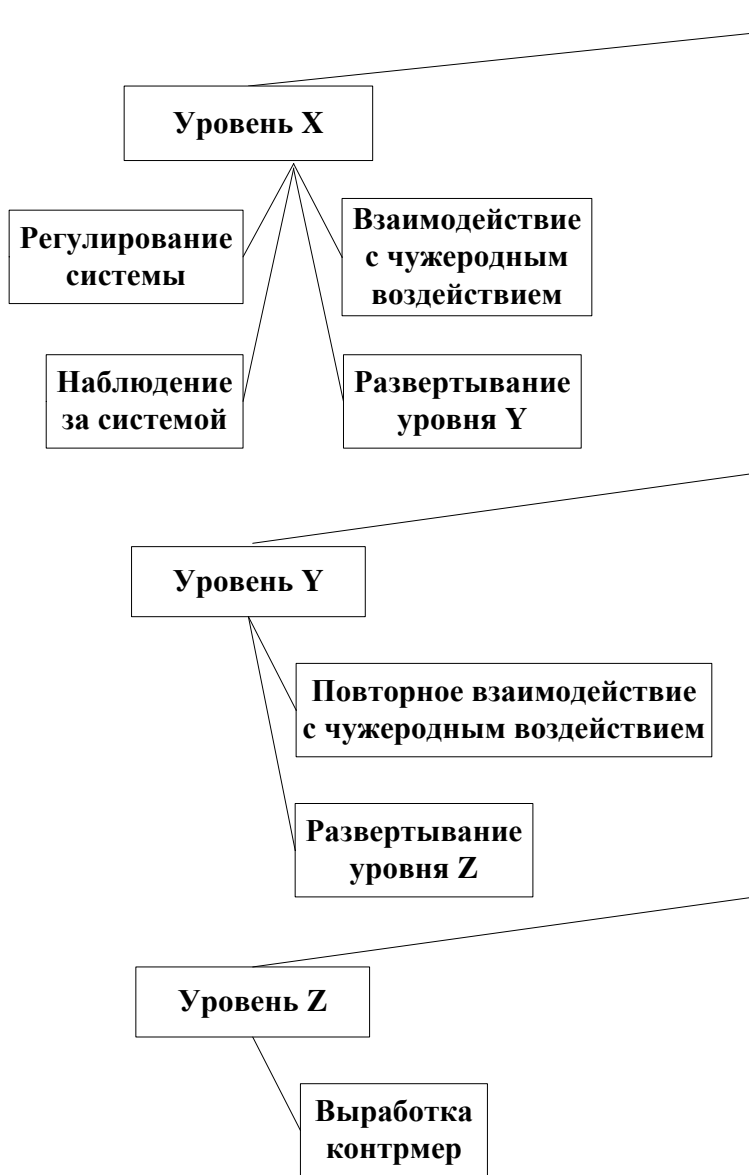 Уровень X
Регулирование
системы
Взаимодействие
с чужеродным
воздействием
Наблюдение
за системой
Развертывание
уровня Y
Уровень Y
Повторное взаимодействие
с чужеродным воздействием
Развертывание
уровня Z
Уровень Z
Выработка
контрмер